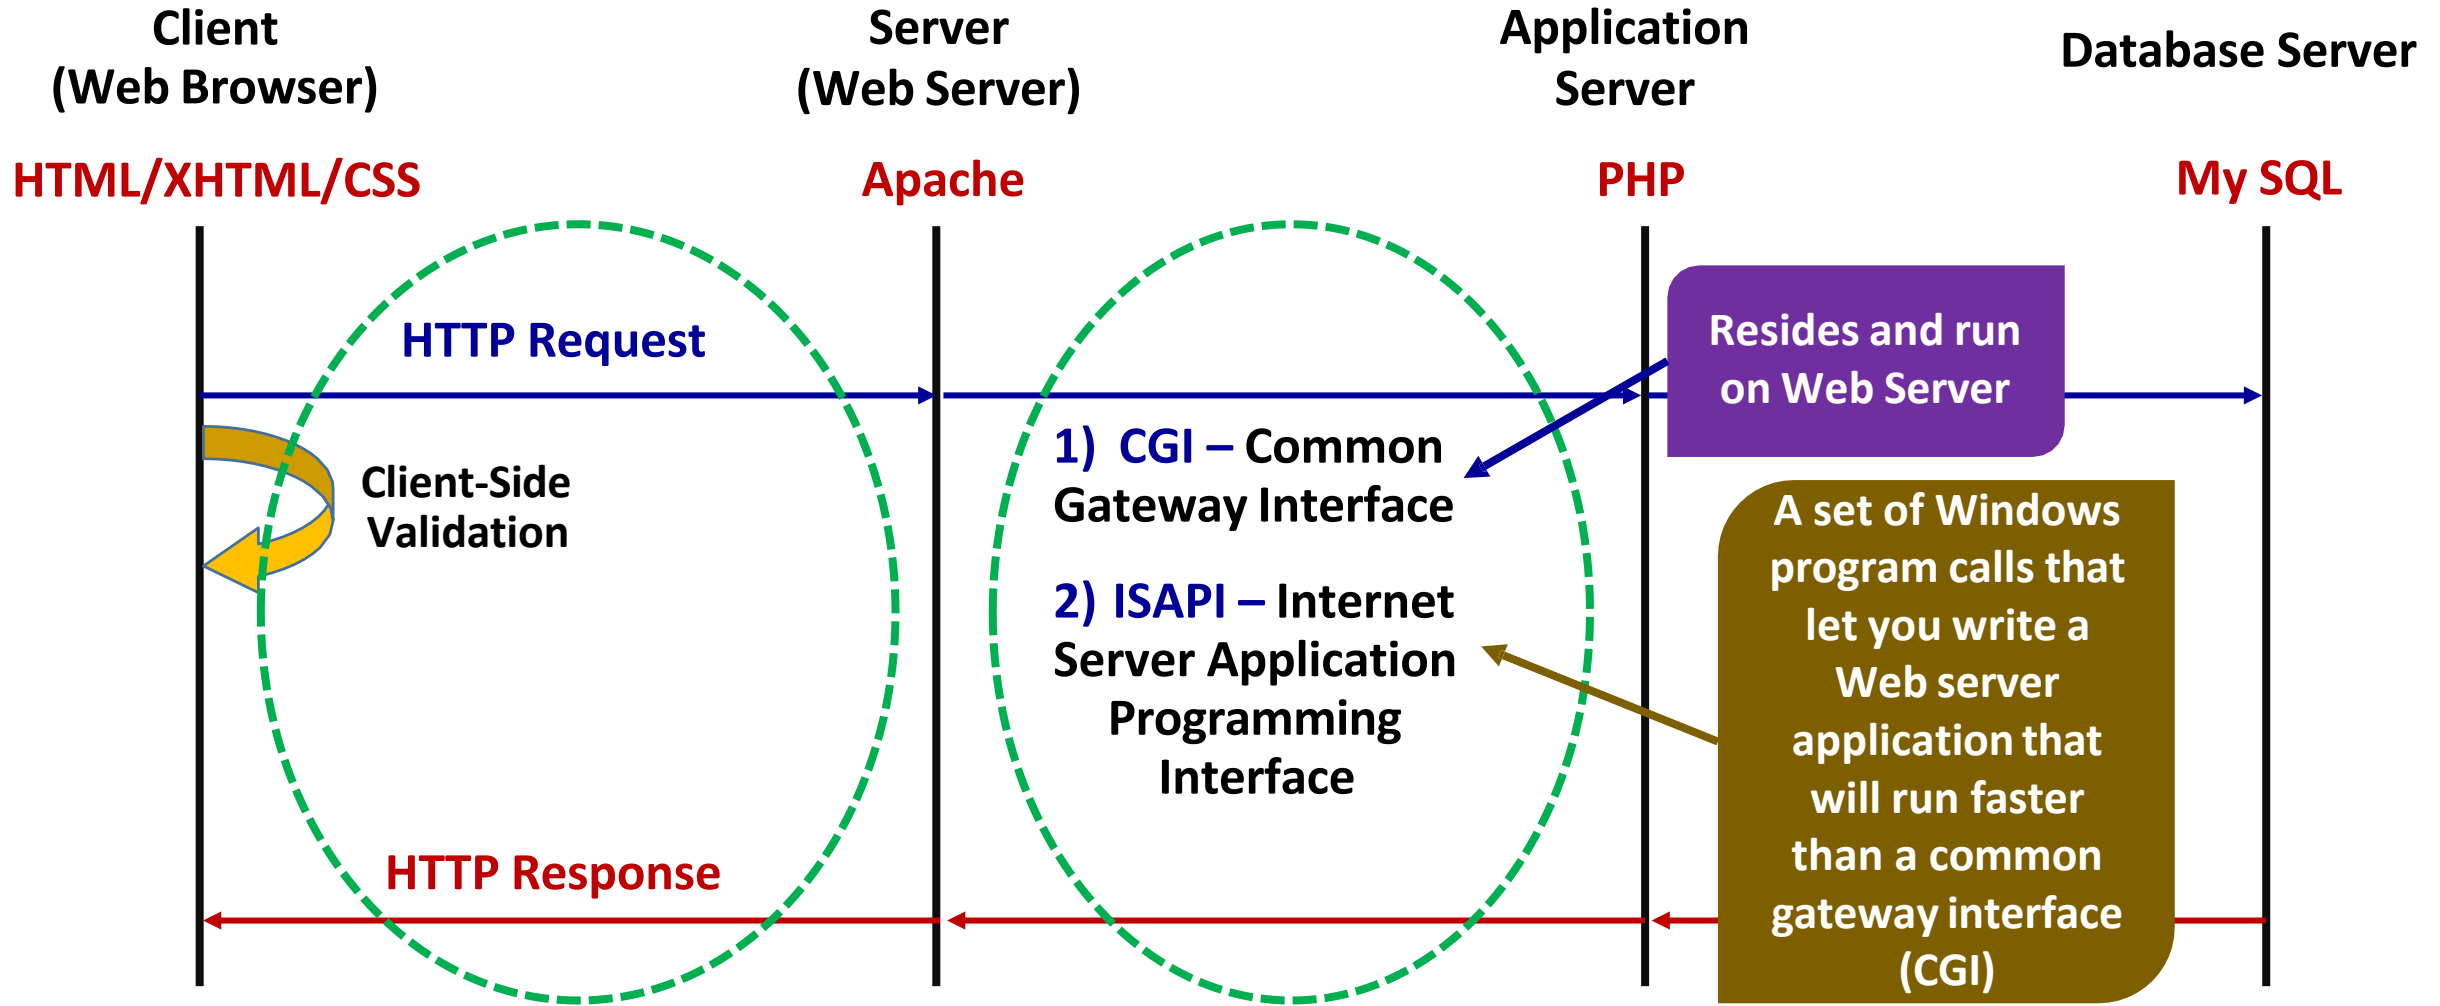 Client
(Web Browser)
Server
(Web Server)
Application
Server
Database Server
HTML/XHTML/CSS
Apache
PHP
My SQL
HTTP Request
Client-Side
Validation
1) CGI – Common
Gateway Interface
2) ISAPI – Internet
Server Application
Programming
Interface
Resides and run
on Web Server
A set of Windows
program calls that
let you write a
Web server
application that
will run faster
than a common
gateway interface
(CGI)
HTTP Response